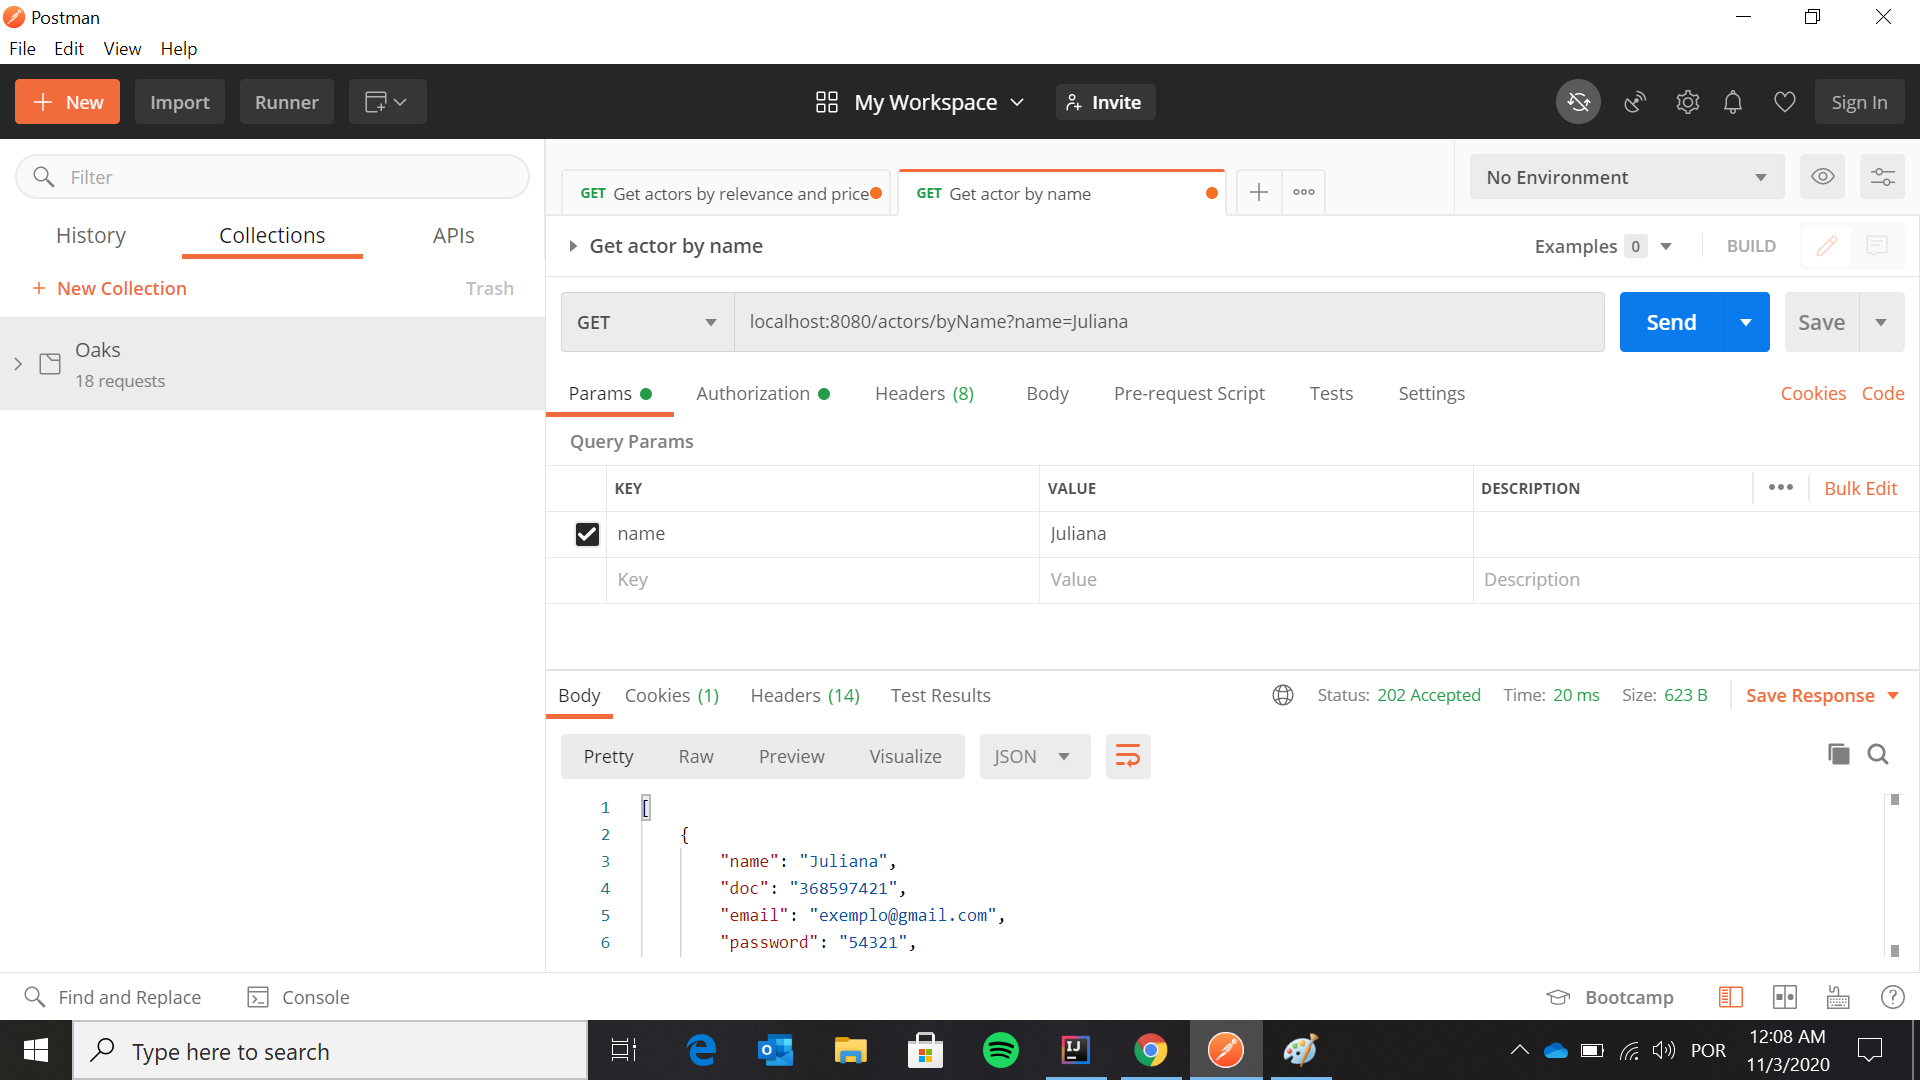 Postman
File Edit View Help
New Import Runner My Workspace Invite Sign In
Filter
History Collections APIs
+ New Collection Trash
Oaks
18 requests
GET Get actors by relevance and price GET Get actor by name No Environment
Get actor by name Examples 0 BUILD
GET localhost:8080/actors/byName?name=Juliana Send Save
Params Authorization Headers (8) Body Pre-request Script Tests Settings Cookies Code
Query Params
KEY VALUE DESCRIPTION Bulk Edit
name Juliana
Key Value Description
Body Cookies (1) Headers (14) Test Results Status: 202 Accepted Time: 20 ms Size: 623 B Save Response
Pretty Raw Preview Visualize JSON
1 [
2 {
3 "name": "Juliana",
4 "doc": "368597421",
5 "email": "exemplo@gmail.com",
6 "password": "54321",
Find and Replace Console Bootcamp
Type here to search POR 12:08 AM
11/3/2020